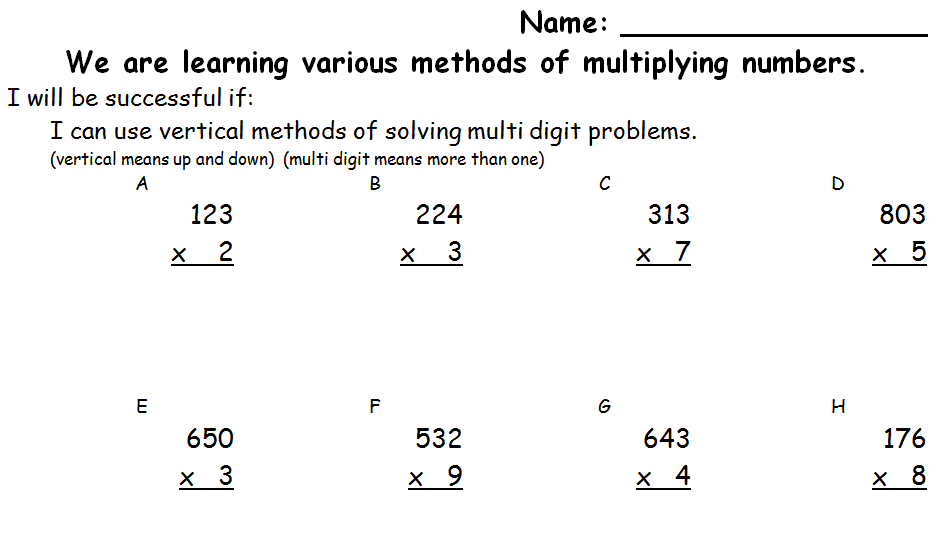 Name: ____________________
We are learning various methods of multiplying numbers.
I will be successful if:
I can use vertical methods of solving multi digit problems.
(vertical means up and down) (multi digit means more than one)
A B C D
123 224 313 803
x 2 x 3 x 7 x 5
E F G H
650 532 643 176
x 3 x 9 x 4 x 8